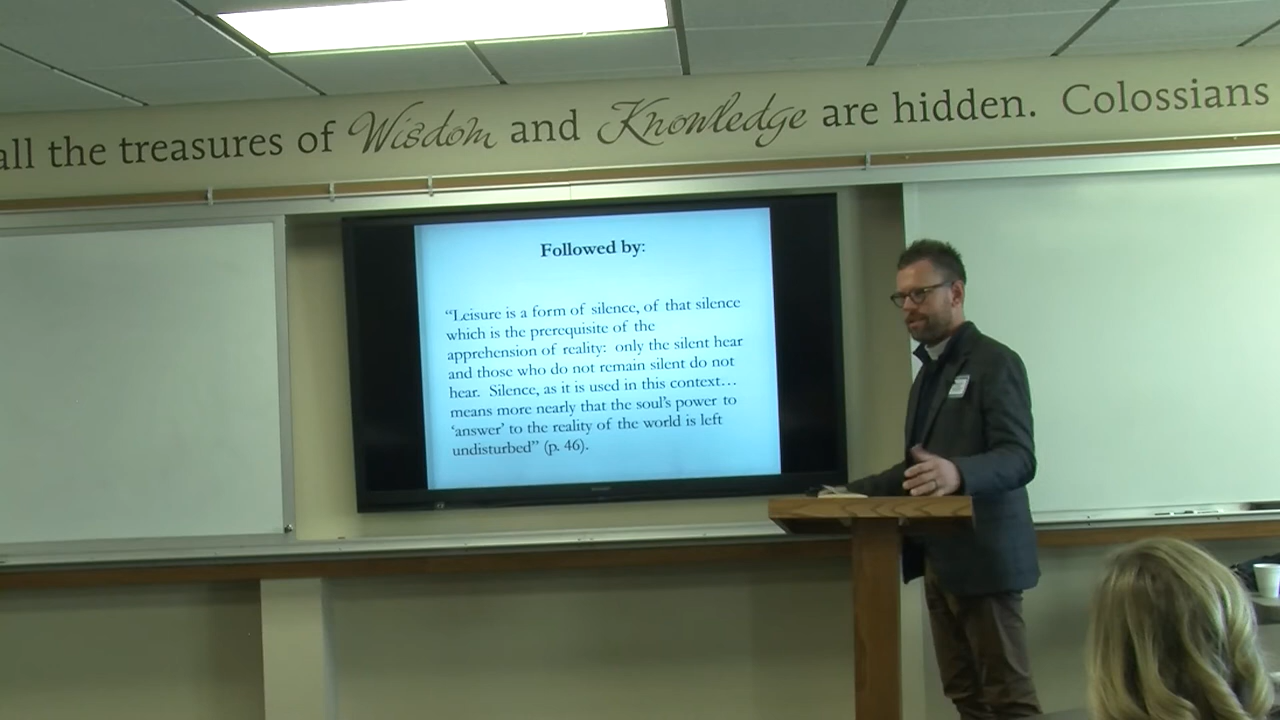 all the treasures of Wisdom and Knowledge are hidden. Colossians
Followed by:
“Leisure is a form of silence, of that silence
which is the prerequisite of the
apprehension of reality: only the silent hear
and those who do not remain silent do not
hear. Silence, as it is used in this context…
means more nearly that the soul’s power to
‘answer’ to the reality of the world is left
undisturbed” (p. 46).